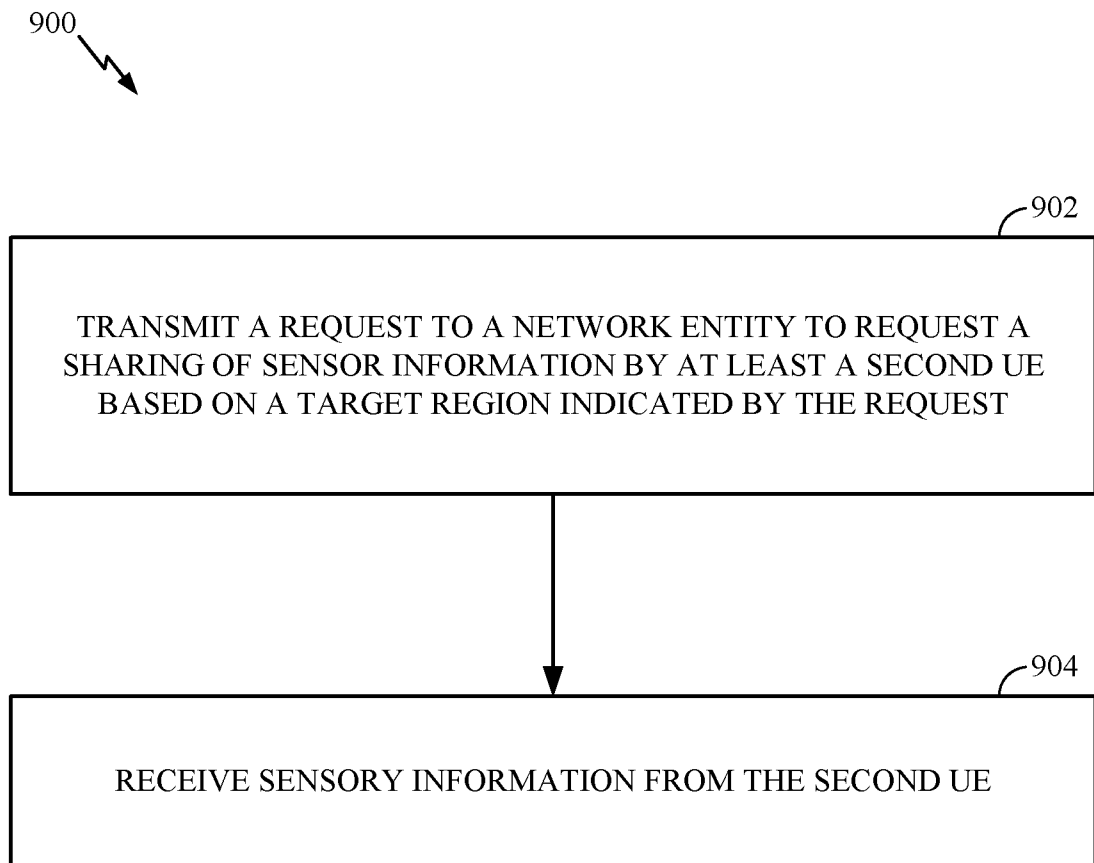 900
902
TRANSMIT A REQUEST TO A NETWORK ENTITY TO REQUEST A
SHARING OF SENSOR INFORMATION BY AT LEAST A SECOND UE
BASED ON A TARGET REGION INDICATED BY THE REQUEST
904
RECEIVE SENSORY INFORMATION FROM THE SECOND UE